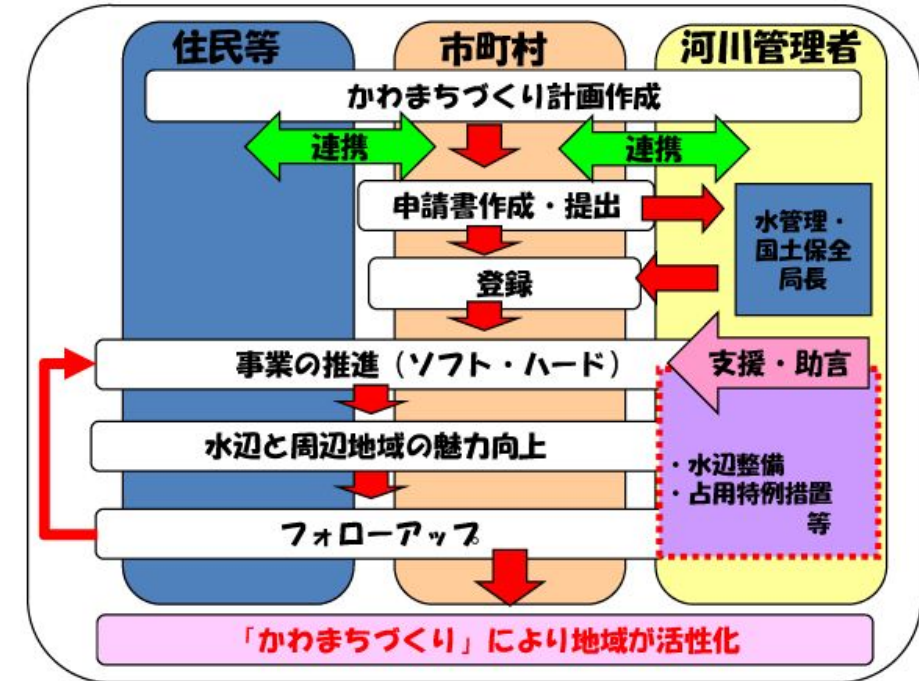 住民等
市町村
河川管理者
かわまちづくり計画作成
連携
連携
申請書作成・提出
水管理・
国土保全
局長
登録
事業の推進（ソフト・ハード）
支援・助言
水辺と周辺地域の魅力向上
・水辺整備
・占用特例措置
等
フォローアップ
「かわまちづくり」により地域が活性化